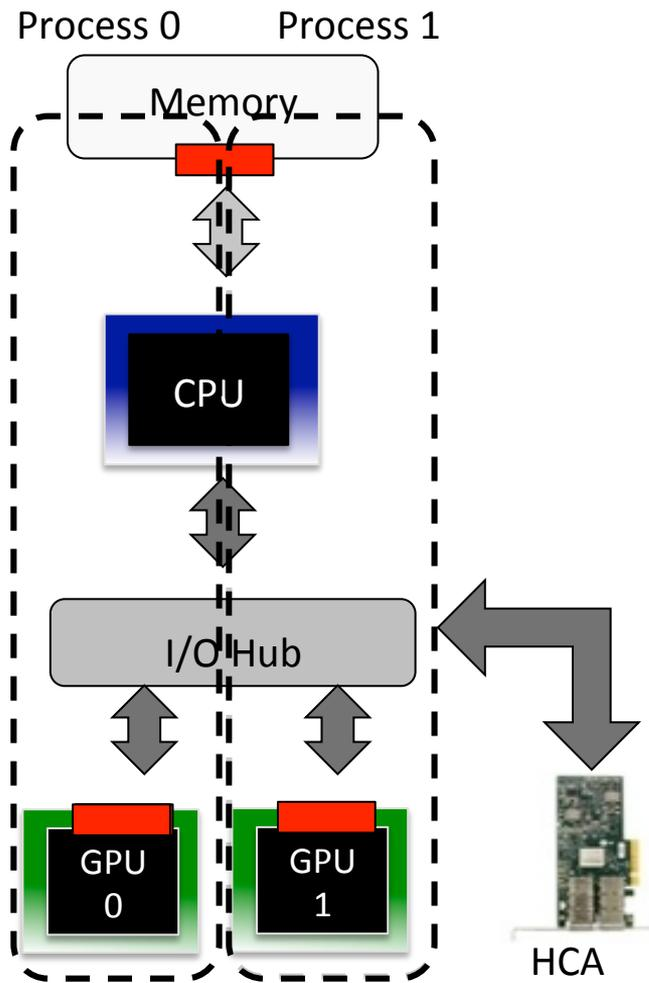 Process 0
Process 1
Memory
CPU
I/O Hub
GPU
0
GPU
1
HCA